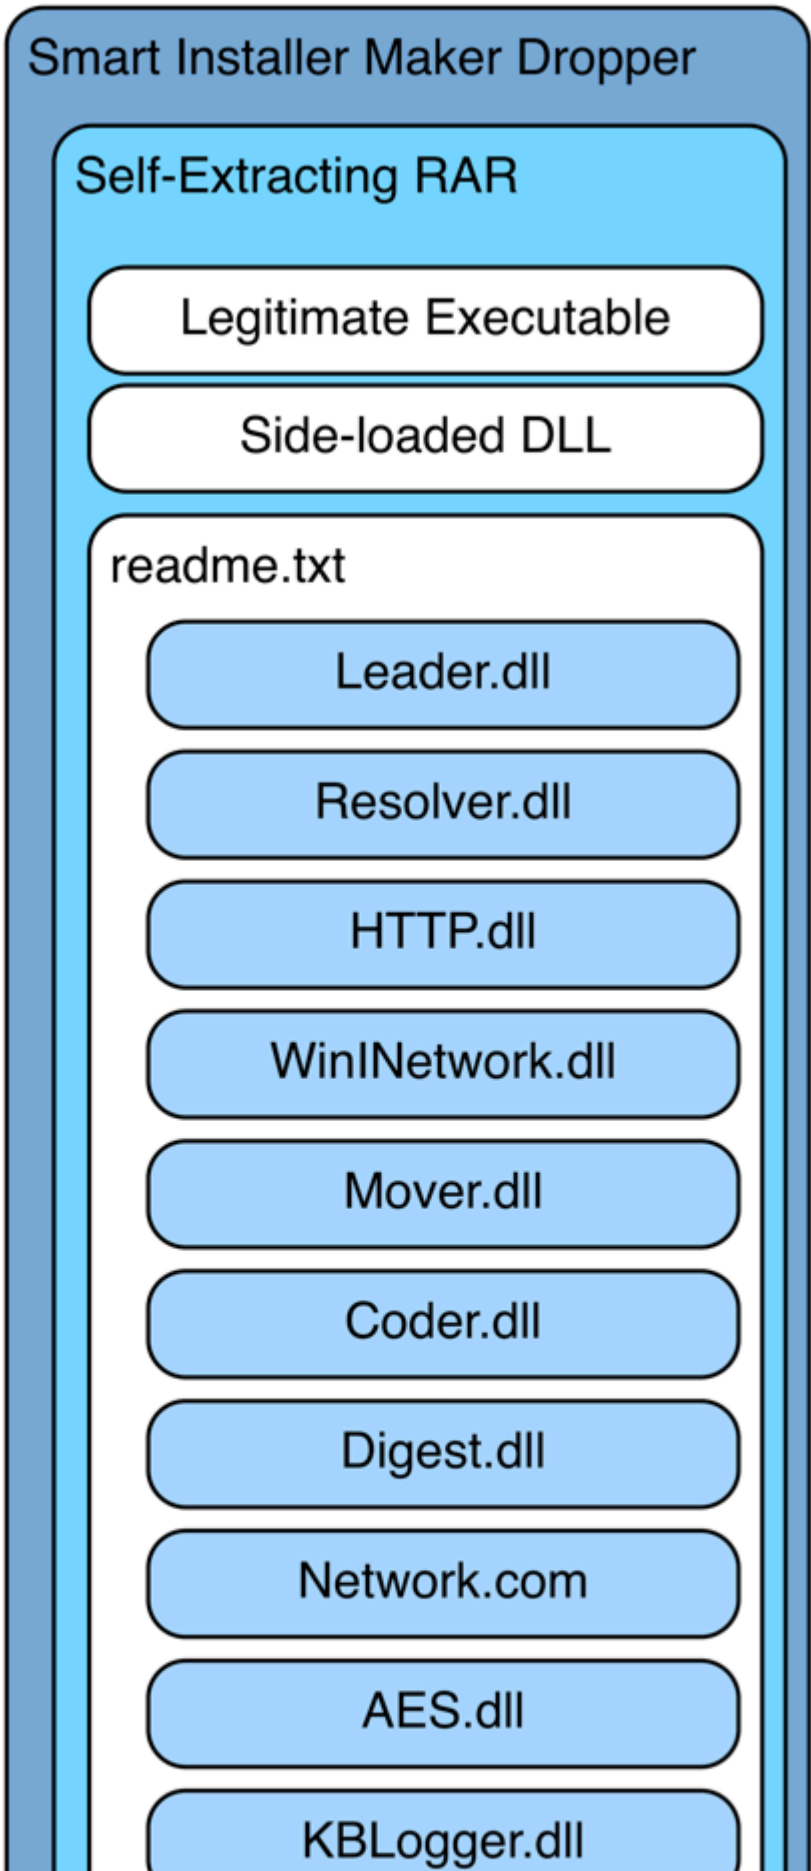 Smart Installer Maker Dropper
Self-Extracting RAR
Legitimate Executable
Side-loaded DLL
readme.txt
Leader.dll
Resolver.dll
HTTP.dll
WinINetwork.dll
Mover.dll
Coder.dll
Digest.dll
Network.com
AES.dll
KBLogger.dll